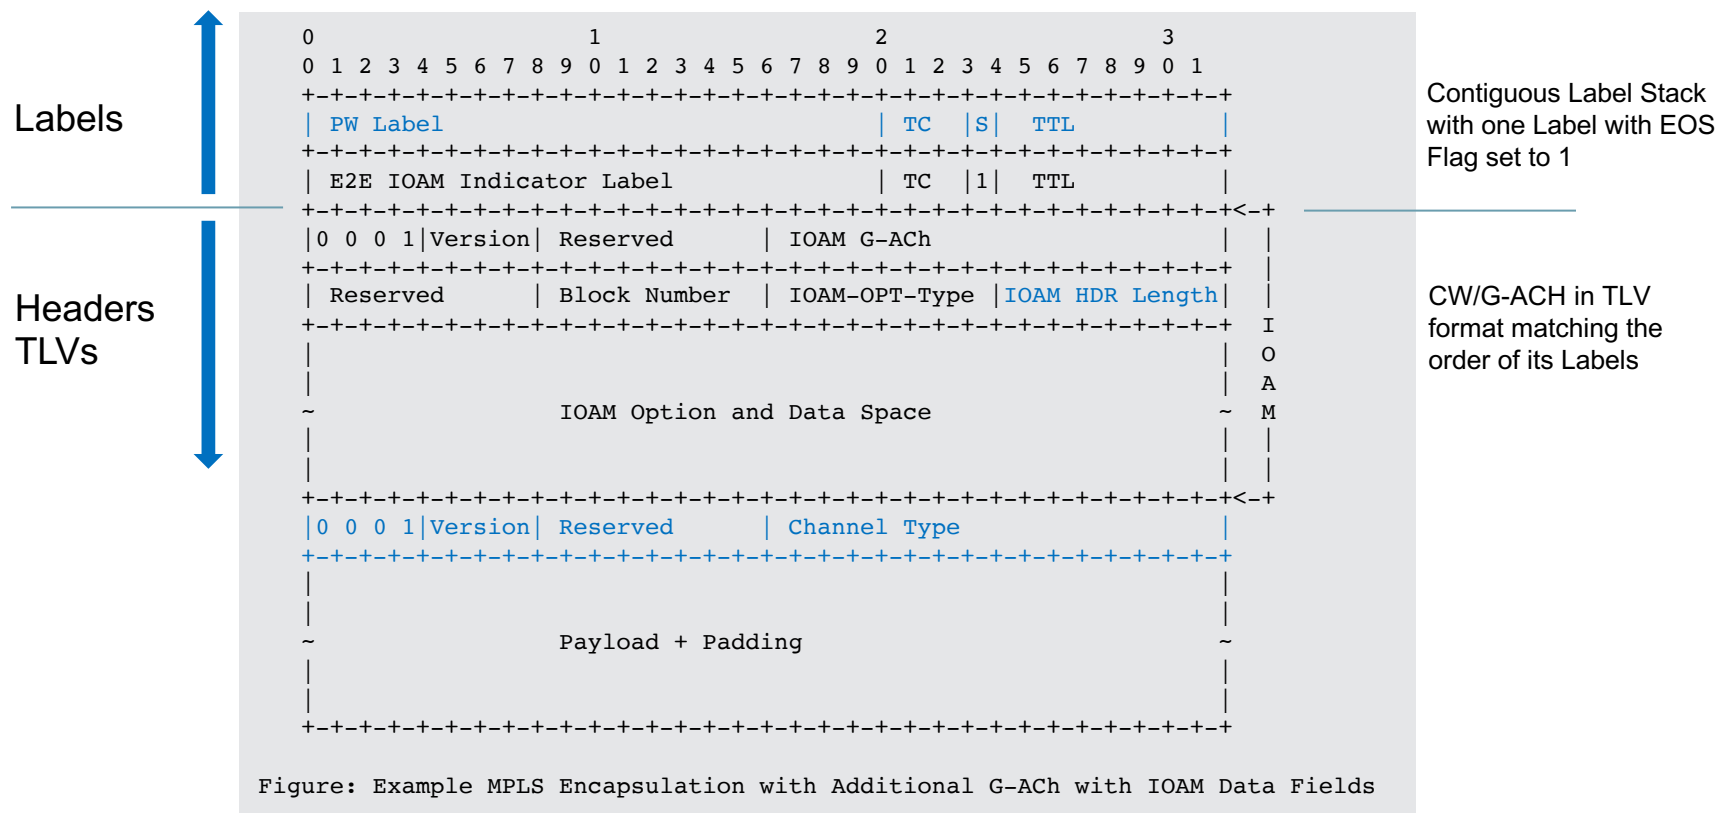 0                   1                   2                   3
 0 1 2 3 4 5 6 7 8 9 0 1 2 3 4 5 6 7 8 9 0 1 2 3 4 5 6 7 8 9 0 1
+-+-+-+-+-+-+-+-+-+-+-+-+-+-+-+-+-+-+-+-+-+-+-+-+-+-+-+-+-+-+-+-+
Labels
| PW Label                              | TC  |S|  TTL          |
Contiguous Label Stack
with one Label with EOS
Flag set to 1
+-+-+-+-+-+-+-+-+-+-+-+-+-+-+-+-+-+-+-+-+-+-+-+-+-+-+-+-+-+-+-+-+
| E2E IOAM Indicator Label              | TC  |1|  TTL          |
+-+-+-+-+-+-+-+-+-+-+-+-+-+-+-+-+-+-+-+-+-+-+-+-+-+-+-+-+-+-+-+-+<-+
|0 0 0 1|Version| Reserved      | IOAM G-ACh                    |  |
+-+-+-+-+-+-+-+-+-+-+-+-+-+-+-+-+-+-+-+-+-+-+-+-+-+-+-+-+-+-+-+-+  |
Headers
TLVs
| Reserved      | Block Number  | IOAM-OPT-Type |IOAM HDR Length|  |
CW/G-ACH in TLV
format matching the
order of its Labels
+-+-+-+-+-+-+-+-+-+-+-+-+-+-+-+-+-+-+-+-+-+-+-+-+-+-+-+-+-+-+-+-+  I
|                                                               |  O
|                                                               |  A
~                 IOAM Option and Data Space                    ~  M
|                                                               |  |
|                                                               |  |
+-+-+-+-+-+-+-+-+-+-+-+-+-+-+-+-+-+-+-+-+-+-+-+-+-+-+-+-+-+-+-+-+<-+
|0 0 0 1|Version| Reserved      | Channel Type                  |
+-+-+-+-+-+-+-+-+-+-+-+-+-+-+-+-+-+-+-+-+-+-+-+-+-+-+-+-+-+-+-+-+
|                                                               |
|                                                               |
~                 Payload + Padding                             ~
|                                                               |
|                                                               |
+-+-+-+-+-+-+-+-+-+-+-+-+-+-+-+-+-+-+-+-+-+-+-+-+-+-+-+-+-+-+-+-+
Figure: Example MPLS Encapsulation with Additional G-ACh with IOAM Data Fields